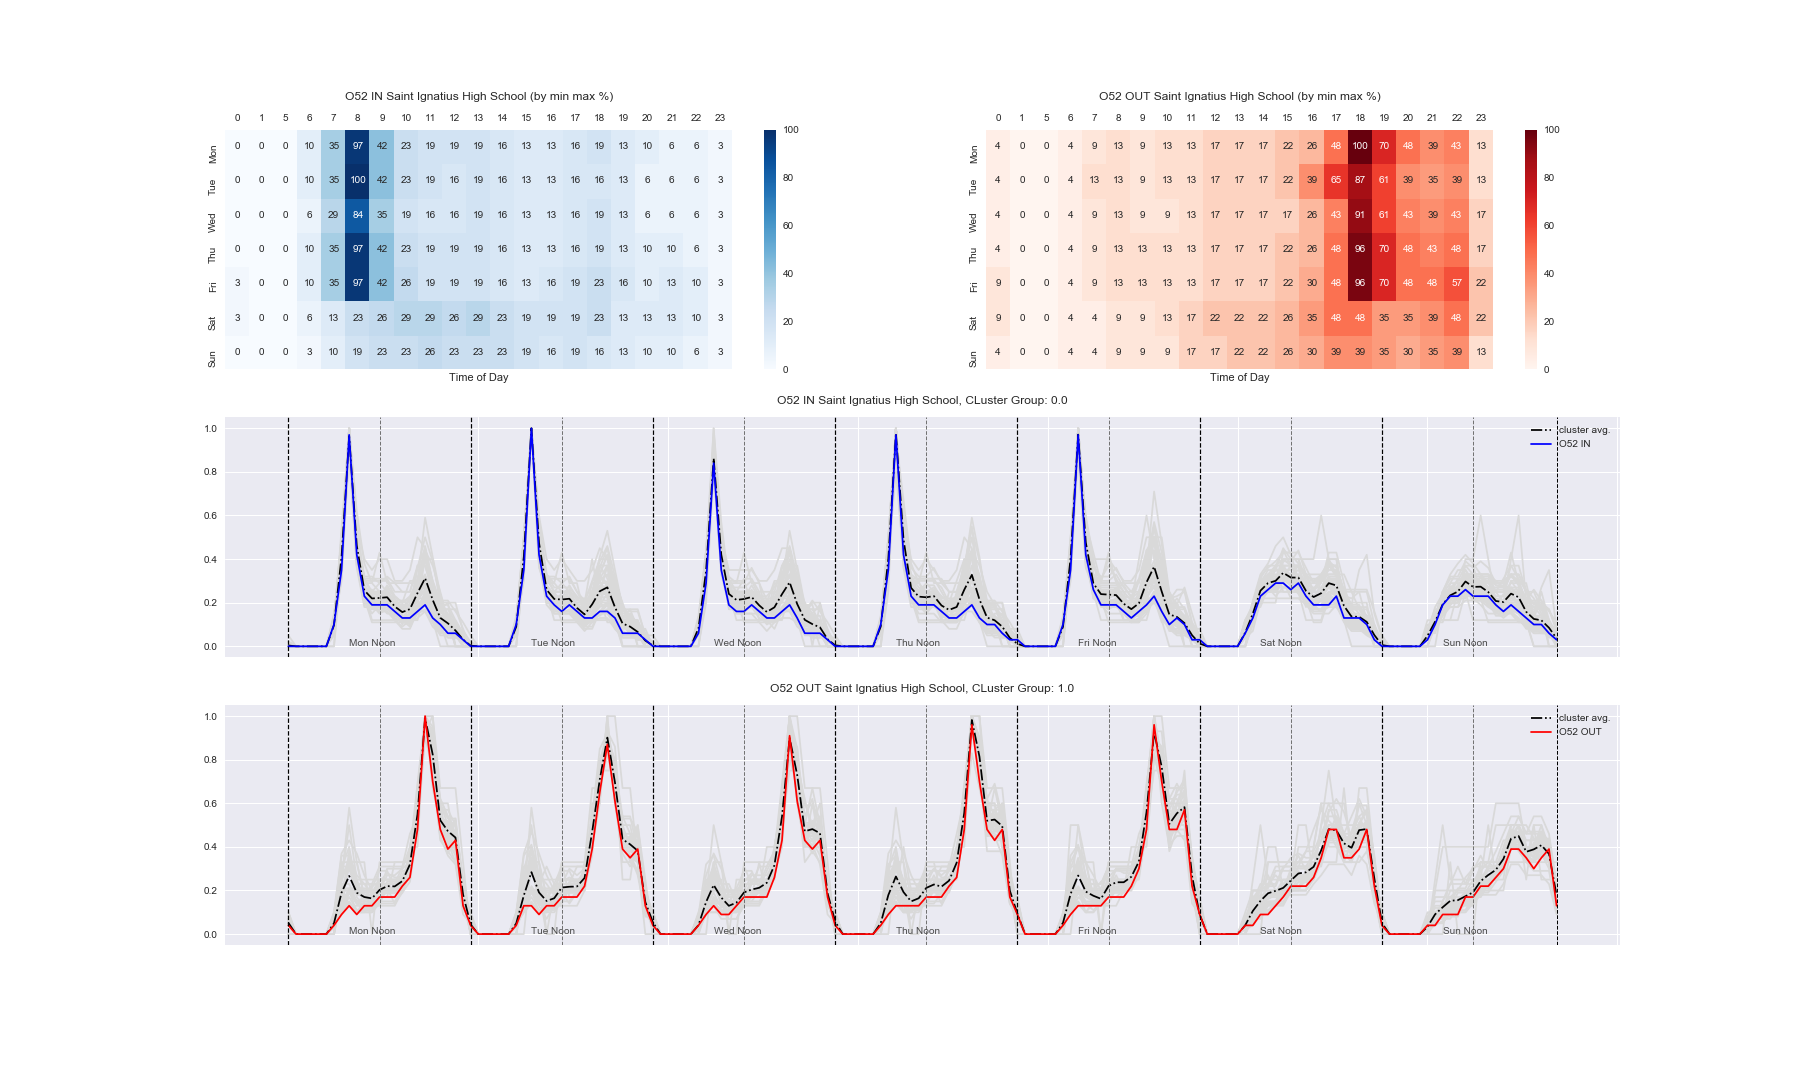 O52 IN Saint Ignatius High School (by min max %)
0 1 5 6 7 8 9 10 11 12 13 14 15 16 17 18 19 20 21 22 23
Mon 0 0 0 10 35 97 42 23 19 19 19 16 13 13 16 19 13 10 6 6 3
Tue 0 0 0 10 35 100 42 23 19 16 19 16 13 13 16 16 13 6 6 6 3
Wed 0 0 0 6 29 84 35 19 16 16 19 16 13 13 16 19 13 6 6 6 3
Thu 0 0 0 10 35 97 42 23 19 19 19 16 13 13 16 19 13 10 10 6 3
Fri 3 0 0 10 35 97 42 26 19 19 19 16 13 16 19 23 16 10 13 10 3
Sat 3 0 0 6 13 23 26 29 29 26 29 23 19 19 19 23 13 13 13 10 3
Sun 0 0 0 3 10 19 23 23 26 23 23 23 19 16 19 16 13 10 10 6 3
Time of Day
100
80
60
40
20
0
O52 OUT Saint Ignatius High School (by min max %)
0 1 5 6 7 8 9 10 11 12 13 14 15 16 17 18 19 20 21 22 23
Mon 4 0 0 4 9 13 9 13 13 17 17 17 22 26 48 100 70 48 39 43 13
Tue 4 0 0 4 13 13 9 13 13 17 17 17 22 39 65 87 61 39 35 39 13
Wed 4 0 0 4 9 13 9 9 13 17 17 17 17 26 43 91 61 43 39 43 17
Thu 4 0 0 4 9 13 13 13 13 17 17 17 22 26 48 96 70 48 43 48 17
Fri 9 0 0 4 9 13 13 13 13 17 17 17 22 30 48 96 70 48 48 57 22
Sat 9 0 0 4 4 9 9 13 17 22 22 22 26 35 48 48 35 35 39 48 22
Sun 4 0 0 4 4 9 9 9 17 17 22 22 26 30 39 39 35 30 35 39 13
Time of Day
100
80
60
40
20
0
O52 IN Saint Ignatius High School, CLuster Group: 0.0
1.0
0.8
0.6
0.4
0.2
0.0
cluster avg.
O52 IN
Mon Noon Tue Noon Wed Noon Thu Noon Fri Noon Sat Noon Sun Noon
O52 OUT Saint Ignatius High School, CLuster Group: 1.0
1.0
0.8
0.6
0.4
0.2
0.0
cluster avg.
O52 OUT
Mon Noon Tue Noon Wed Noon Thu Noon Fri Noon Sat Noon Sun Noon